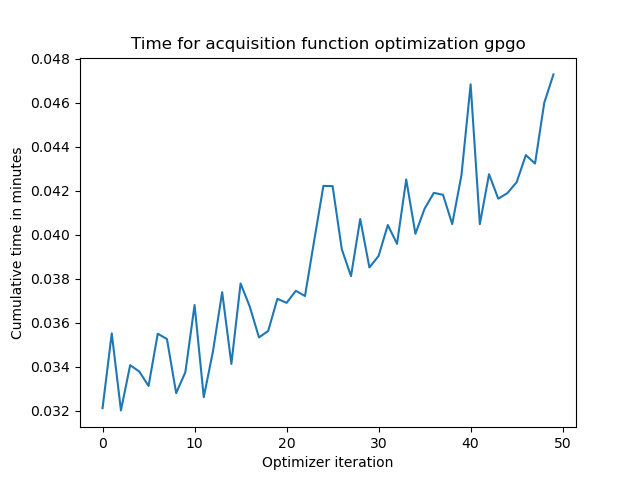 Time for acquisition function optimization gpgo
0.048
0.046
0.044
0.042
0.040
0.038
0.036
0.034
0.032
Cumulative time in minutes
0 10 20 30 40 50
Optimizer iteration